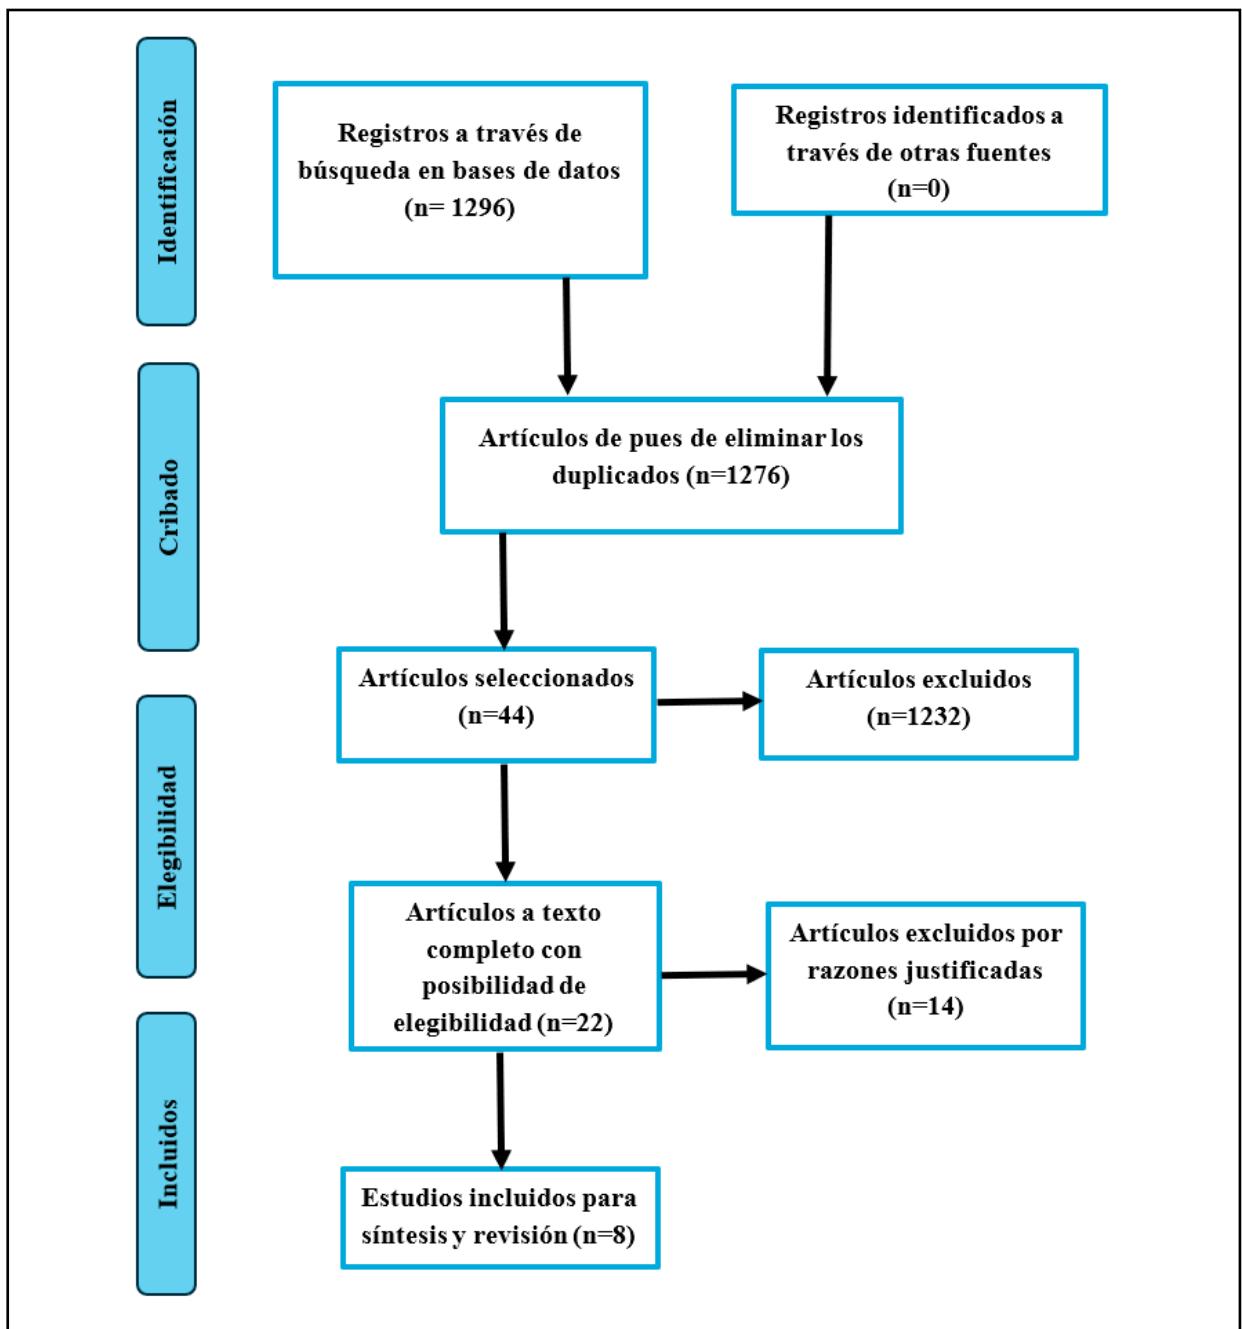 Identificación
Registros a través de
búsqueda en bases de datos
(n= 1296)
Registros identificados a
través de otras fuentes
(n=0)
Cribado
Artículos de pues de eliminar los
duplicados (n=1276)
Artículos seleccionados
(n=44)
Artículos excluidos
(n=1232)
Elegibilidad
Artículos a texto
completo con
posibilidad de
elegibilidad (n=22)
Artículos excluidos por
razones justificadas
(n=14)
Incluidos
Estudios incluidos para
síntesis y revisión (n=8)